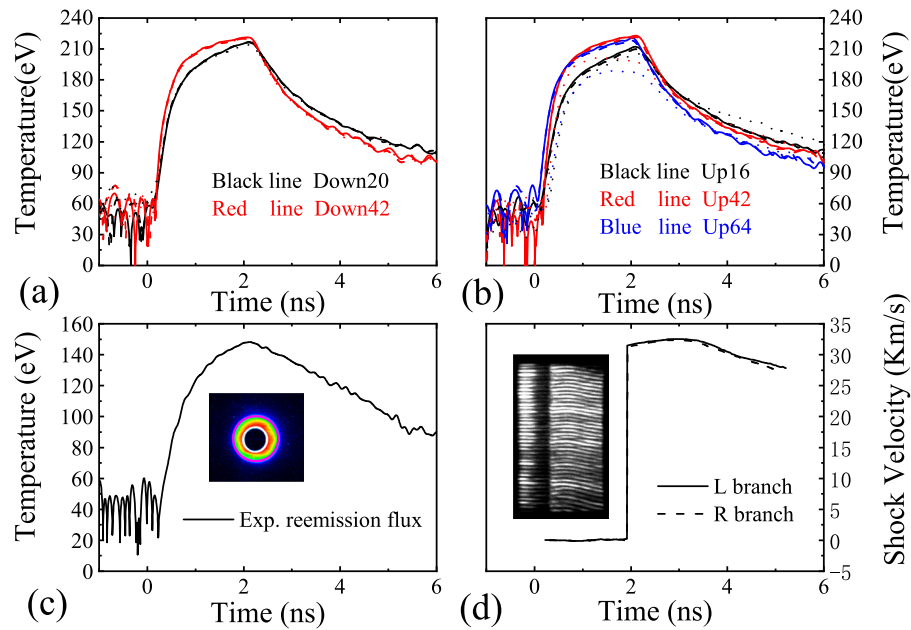 240
210
180
150
120
90
60
30
0
Temperature(eV)
Black line Down20
Red line Down42
0 2 4 6
Time (ns)
(a)
240
210
180
150
120
90
60
30
0
Temperature(eV)
Black line Up16
Red line Up42
Blue line Up64
0 2 4 6
Time (ns)
(b)
160
140
120
100
80
60
40
20
0
Temperature (eV)
Exp. reemission flux
0 2 4 6
Time (ns)
(c)
35
30
25
20
15
10
5
0
-5
Shock Velocity (Km/s)
L branch
R branch
0 2 4 6
Time (ns)
(d)